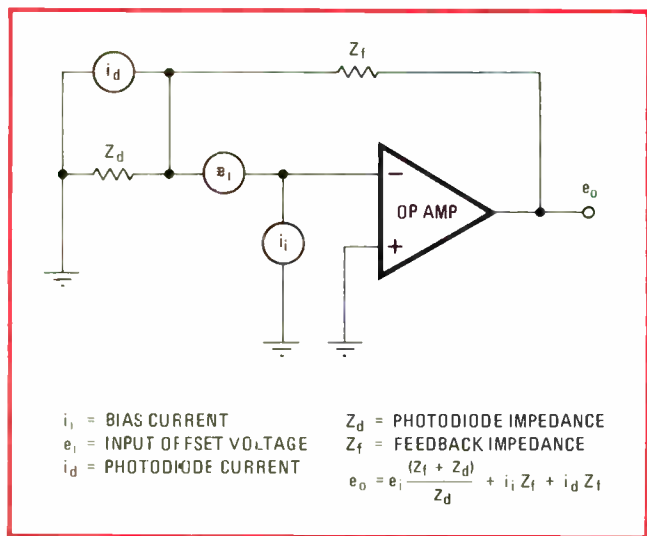 Z_f
i_d
Z_d
e_i
e_o
−
OP AMP
i_i
+
i_i = BIAS CURRENT
e_i = INPUT OFFSET VOLTAGE
i_d = PHOTODIODE CURRENT
Z_d = PHOTODIODE IMPEDANCE
Z_f = FEEDBACK IMPEDANCE
e_o = e_i (Z_f + Z_d) / Z_d + i_i Z_f + i_d Z_f